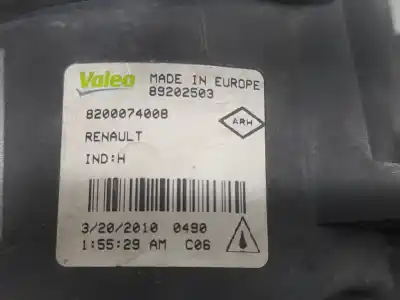 Valeo MADE IN EUROPE
89202503
8200074008
ARH
RENAULT
IND:H
3/20/2010 0490
1:55:29 AM C06